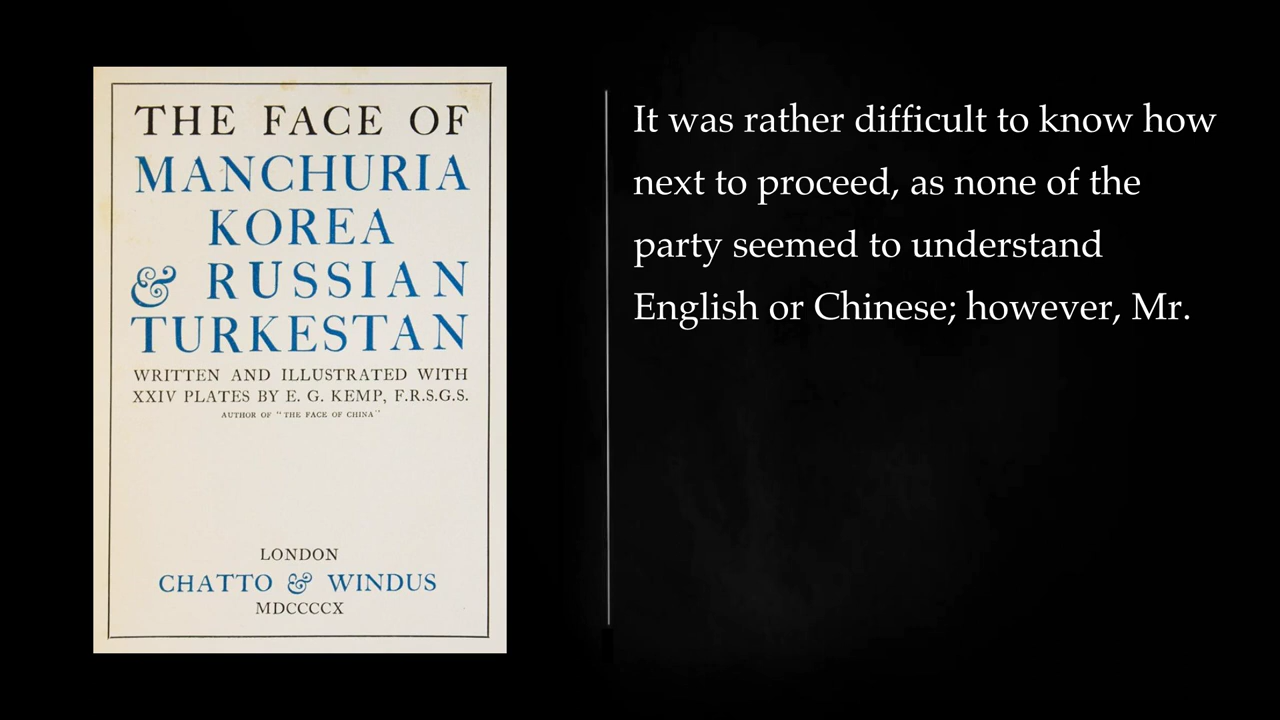 THE FACE OF
MANCHURIA
KOREA
& RUSSIAN
TURKESTAN
WRITTEN AND ILLUSTRATED WITH
XXIV PLATES BY E. G. KEMP, F.R.S.G.S.
AUTHOR OF "THE FACE OF CHINA"
LONDON
CHATTO & WINDUS
MDCCCCX
It was rather difficult to know how
next to proceed, as none of the
party seemed to understand
English or Chinese; however, Mr.